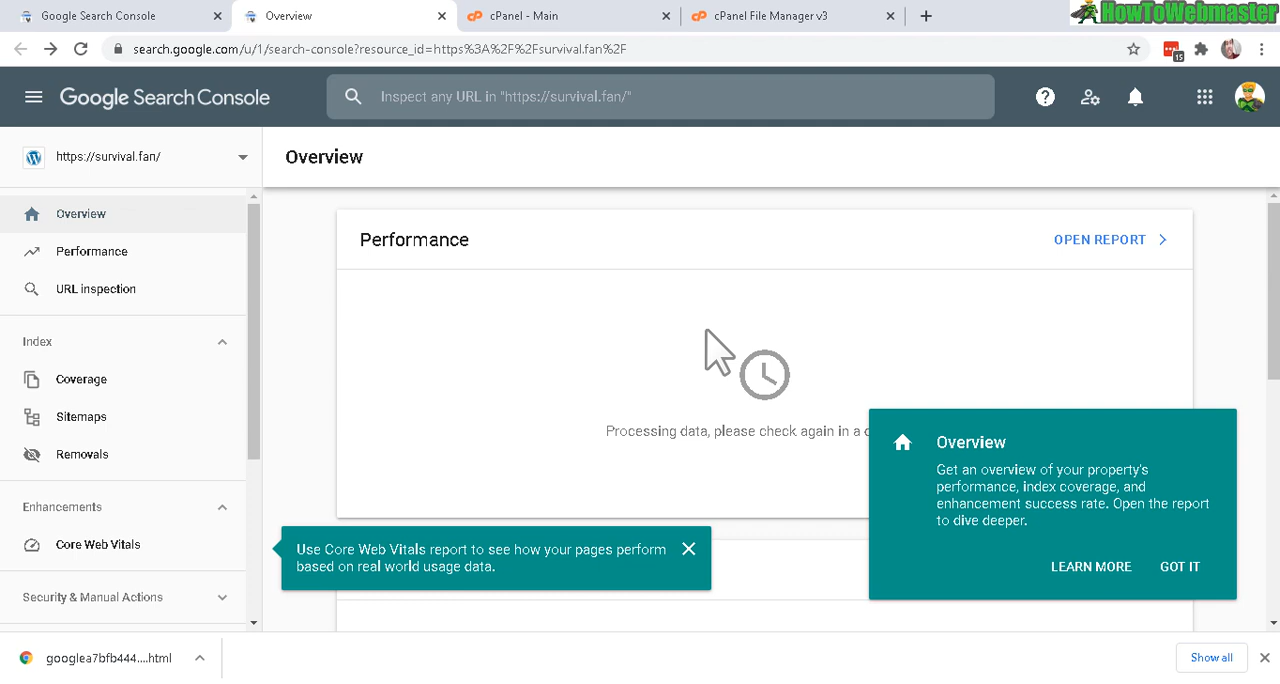 Google Search Console
Overview
cPanel - Main
cPanel File Manager v3
HowToWebmaster
search.google.com/u/1/search-console?resource_id=https%3A%2F%2Fsurvival.fan%2F
15
Google Search Console
Inspect any URL in "https://survival.fan/"
https://survival.fan/
Overview
Overview
Performance
URL inspection
Index
Coverage
Sitemaps
Removals
Enhancements
Core Web Vitals
Security & Manual Actions
Performance
OPEN REPORT
Processing data, please check again in a
Overview
Get an overview of your property's
performance, index coverage, and
enhancement success rate. Open the report
to dive deeper.
LEARN MORE
GOT IT
Use Core Web Vitals report to see how your pages perform
based on real world usage data.
googlea7bfb444....html
Show all